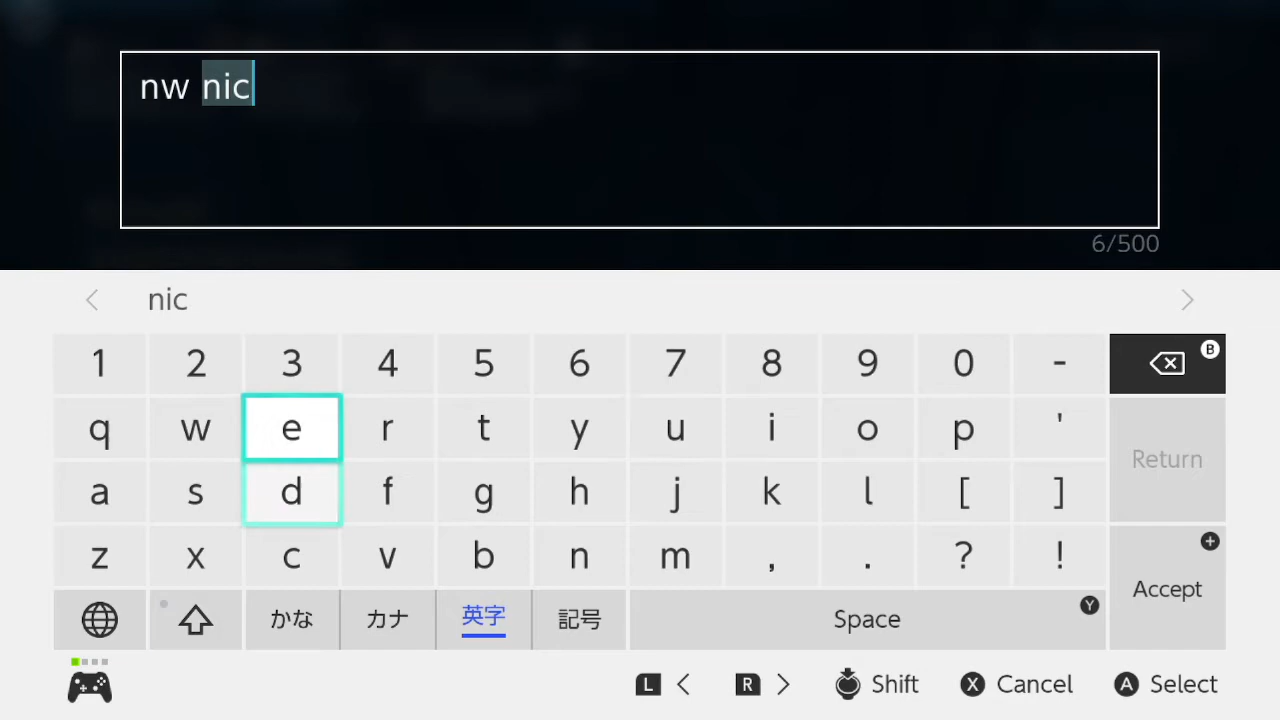 nw nic
6/500
nic
1 2 3 4 5 6 7 8 9 0 - B
q w e r t y u i o p ' Return
a s d f g h j k l [ ]
z x c v b n m , . ? ! + Accept
かな カナ 英字 記号 Space Y
L R Shift X Cancel A Select